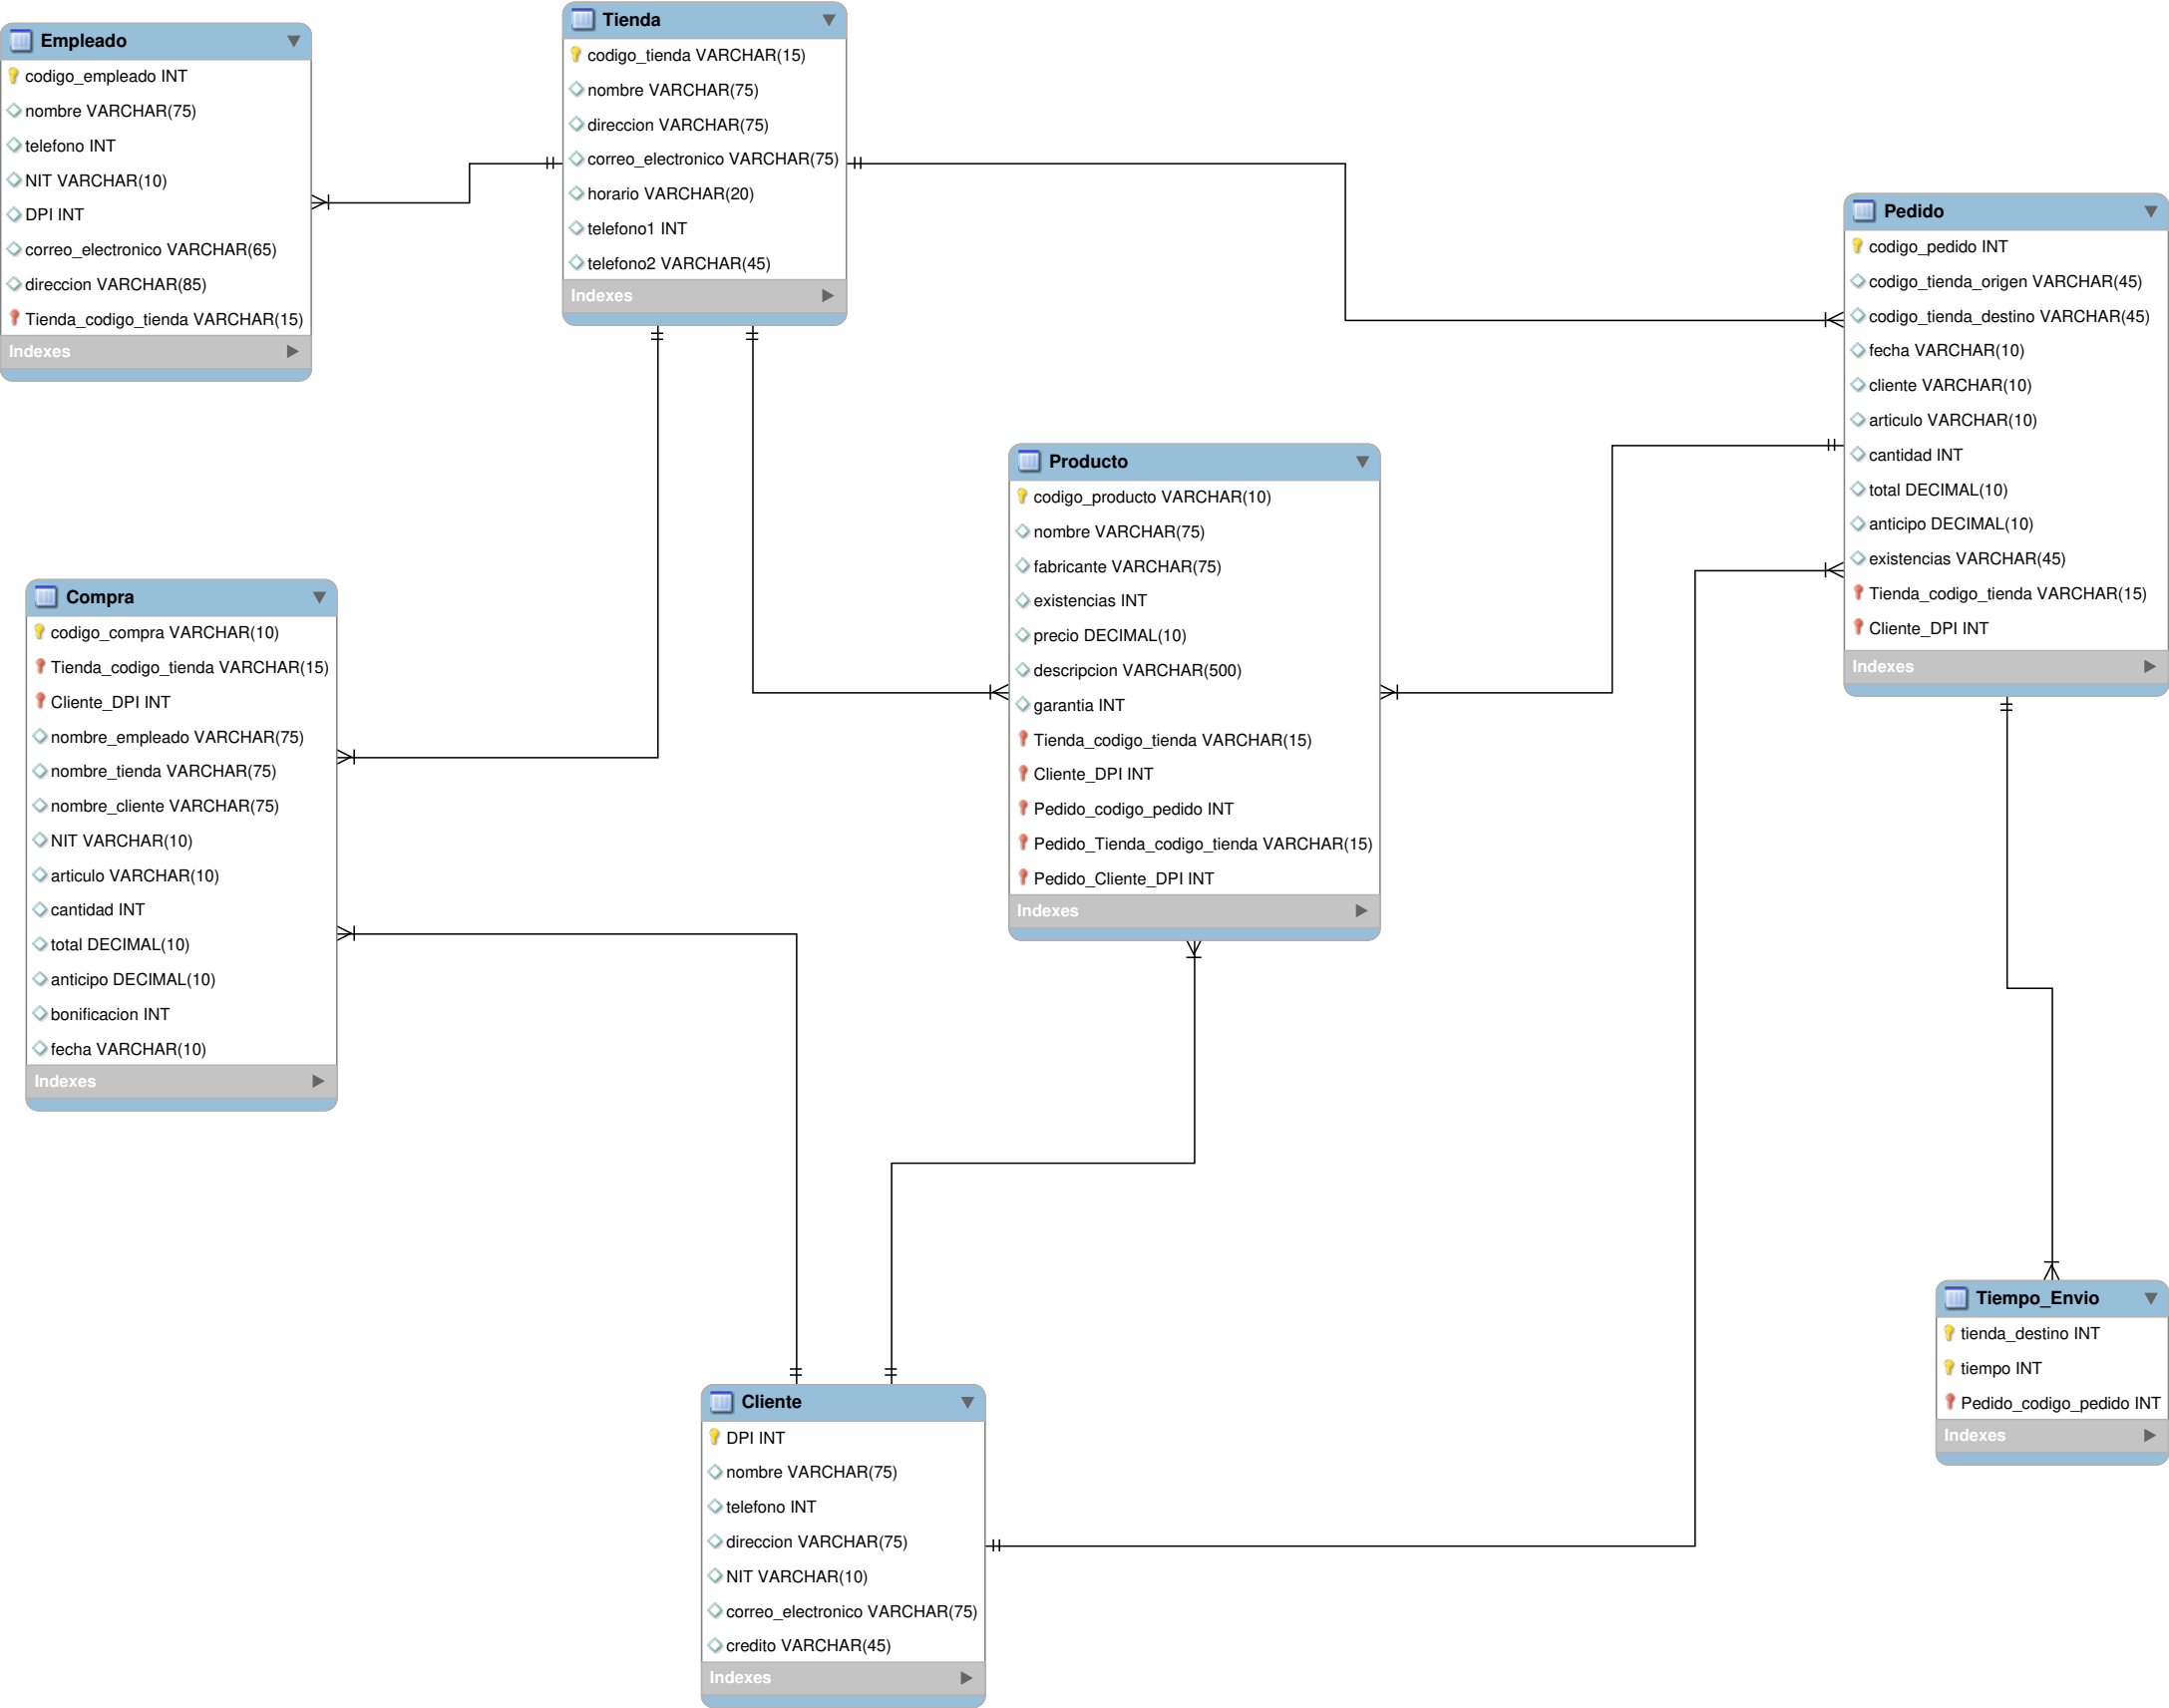 Empleado
codigo_empleado INT
nombre VARCHAR(75)
telefono INT
NIT VARCHAR(10)
DPI INT
correo_electronico VARCHAR(65)
direccion VARCHAR(85)
Tienda_codigo_tienda VARCHAR(15)
Indexes
Tienda
codigo_tienda VARCHAR(15)
nombre VARCHAR(75)
direccion VARCHAR(75)
correo_electronico VARCHAR(75)
horario VARCHAR(20)
telefono1 INT
telefono2 VARCHAR(45)
Indexes
Pedido
codigo_pedido INT
codigo_tienda_origen VARCHAR(45)
codigo_tienda_destino VARCHAR(45)
fecha VARCHAR(10)
cliente VARCHAR(10)
articulo VARCHAR(10)
cantidad INT
total DECIMAL(10)
anticipo DECIMAL(10)
existencias VARCHAR(45)
Tienda_codigo_tienda VARCHAR(15)
Cliente_DPI INT
Indexes
Producto
codigo_producto VARCHAR(10)
nombre VARCHAR(75)
fabricante VARCHAR(75)
existencias INT
precio DECIMAL(10)
descripcion VARCHAR(500)
garantia INT
Tienda_codigo_tienda VARCHAR(15)
Cliente_DPI INT
Pedido_codigo_pedido INT
Pedido_Tienda_codigo_tienda VARCHAR(15)
Pedido_Cliente_DPI INT
Indexes
Compra
codigo_compra VARCHAR(10)
Tienda_codigo_tienda VARCHAR(15)
Cliente_DPI INT
nombre_empleado VARCHAR(75)
nombre_tienda VARCHAR(75)
nombre_cliente VARCHAR(75)
NIT VARCHAR(10)
articulo VARCHAR(10)
cantidad INT
total DECIMAL(10)
anticipo DECIMAL(10)
bonificacion INT
fecha VARCHAR(10)
Indexes
Tiempo_Envio
tienda_destino INT
tiempo INT
Pedido_codigo_pedido INT
Indexes
Cliente
DPI INT
nombre VARCHAR(75)
telefono INT
direccion VARCHAR(75)
NIT VARCHAR(10)
correo_electronico VARCHAR(75)
credito VARCHAR(45)
Indexes